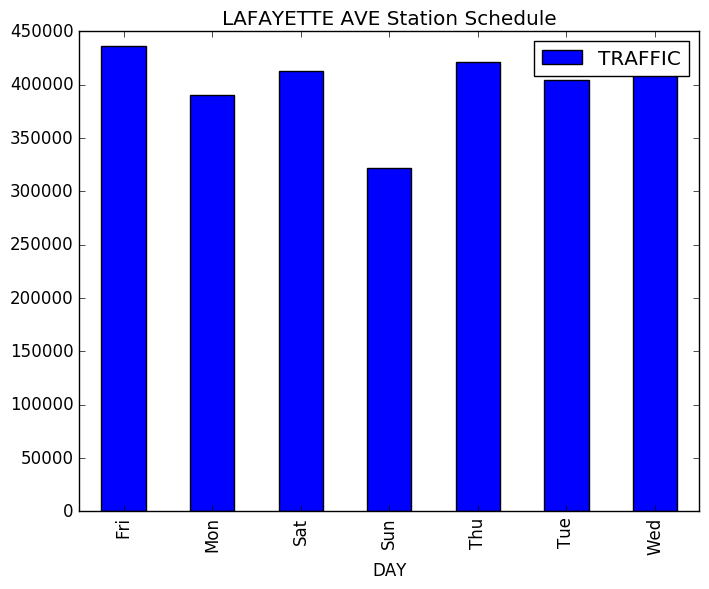 LAFAYETTE AVE Station Schedule
TRAFFIC
450000
400000
350000
300000
250000
200000
150000
100000
50000
0
Fri
Mon
Sat
Sun
Thu
Tue
Wed
DAY